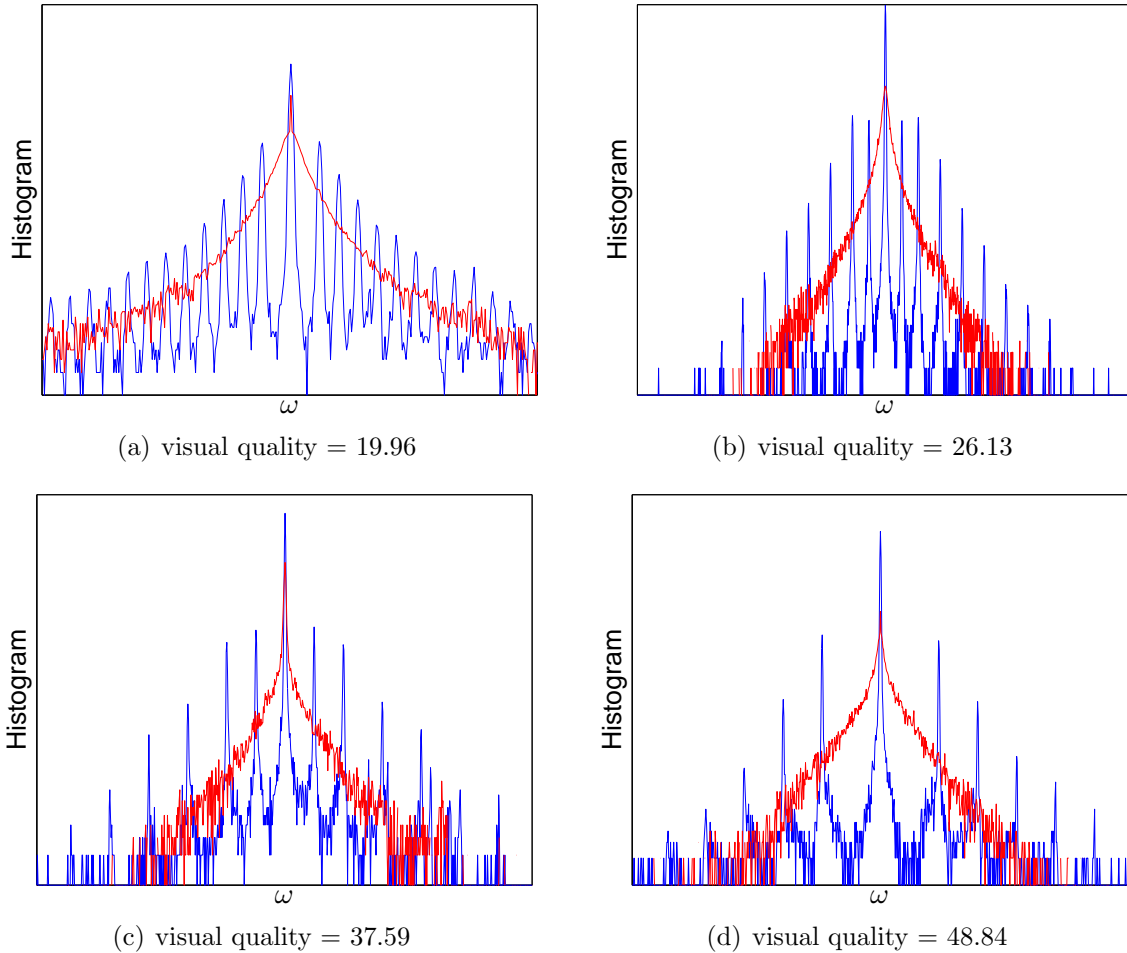 Histogram
ω
(a) visual quality = 19.96
Histogram
ω
(b) visual quality = 26.13
Histogram
ω
(c) visual quality = 37.59
Histogram
ω
(d) visual quality = 48.84